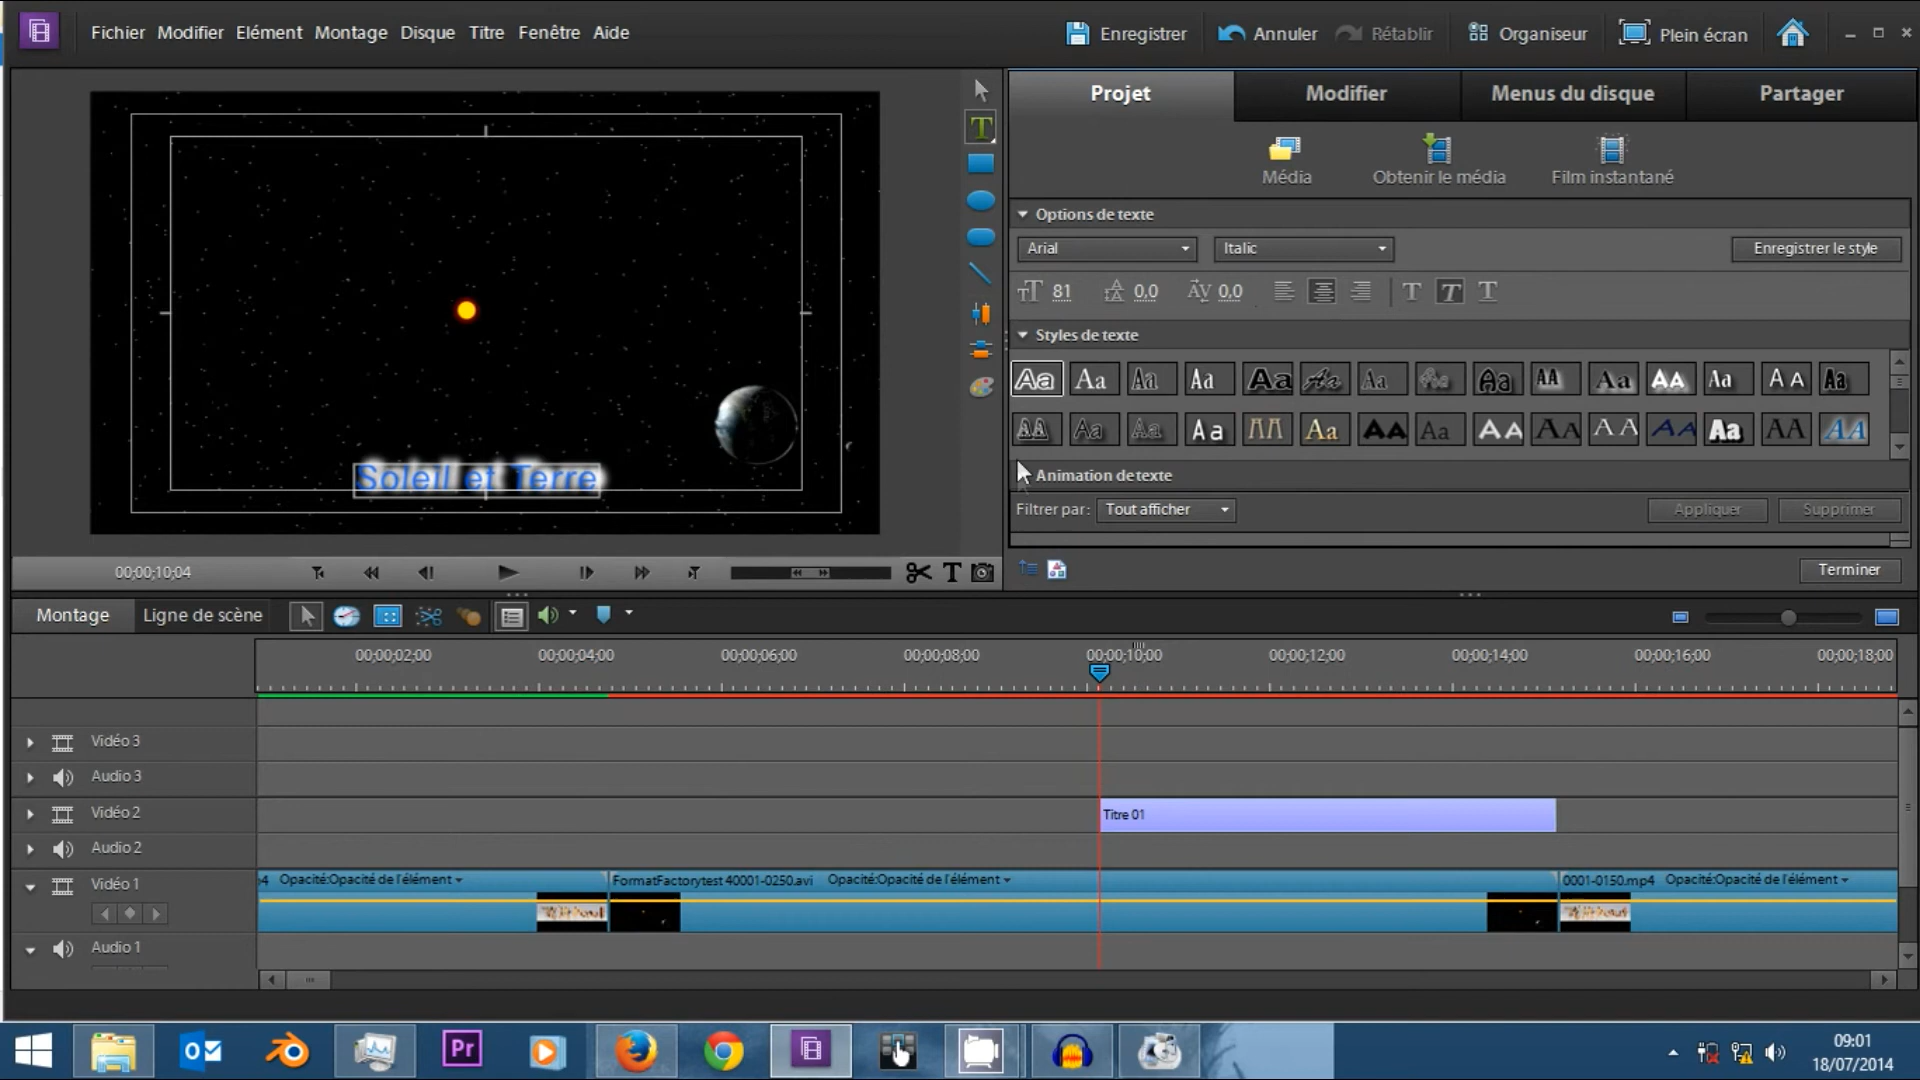 Fichier Modifier Elément Montage Disque Titre Fenêtre Aide
Enregistrer Annuler Rétablir Organiseur Plein écran
Projet Modifier Menus du disque Partager
Média Obtenir le média Film instantané
Options de texte
Arial Italic Enregistrer le style
81 0,0 0,0
Styles de texte
Animation de texte
Filtrer par: Tout afficher Appliquer Supprimer
Terminer
Soleil et Terre
00;00;10;04
Montage Ligne de scène
00;00;02;00 00;00;04;00 00;00;06;00 00;00;08;00 00;00;10;00 00;00;12;00 00;00;14;00 00;00;16;00 00;00;18;00
Vidéo 3
Audio 3
Vidéo 2 Titre 01
Audio 2
Vidéo 1 Opacité:Opacité de l'élément FormatFactorytest 40001-0250.avi Opacité:Opacité de l'élément 0001-0150.mp4 Opacité:Opacité de l'élément
Audio 1
Pr
09:01
18/07/2014